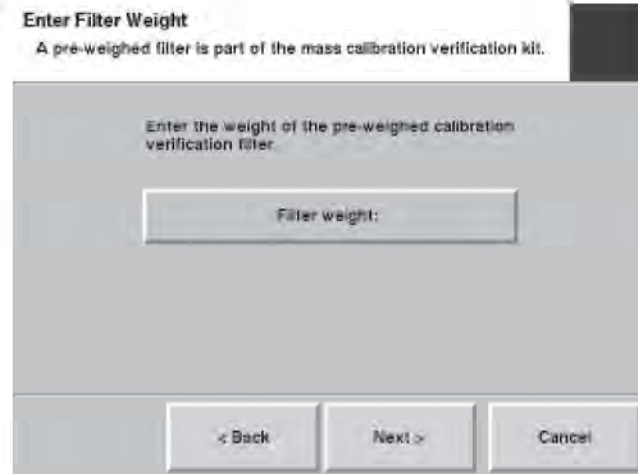 Enter Filter Weight
A pre-weighed filter is part of the mass calibration verification kit.
Enter the weight of the pre-weighed calibration
verification filter
Filter weight:
< Back
Next >
Cancel